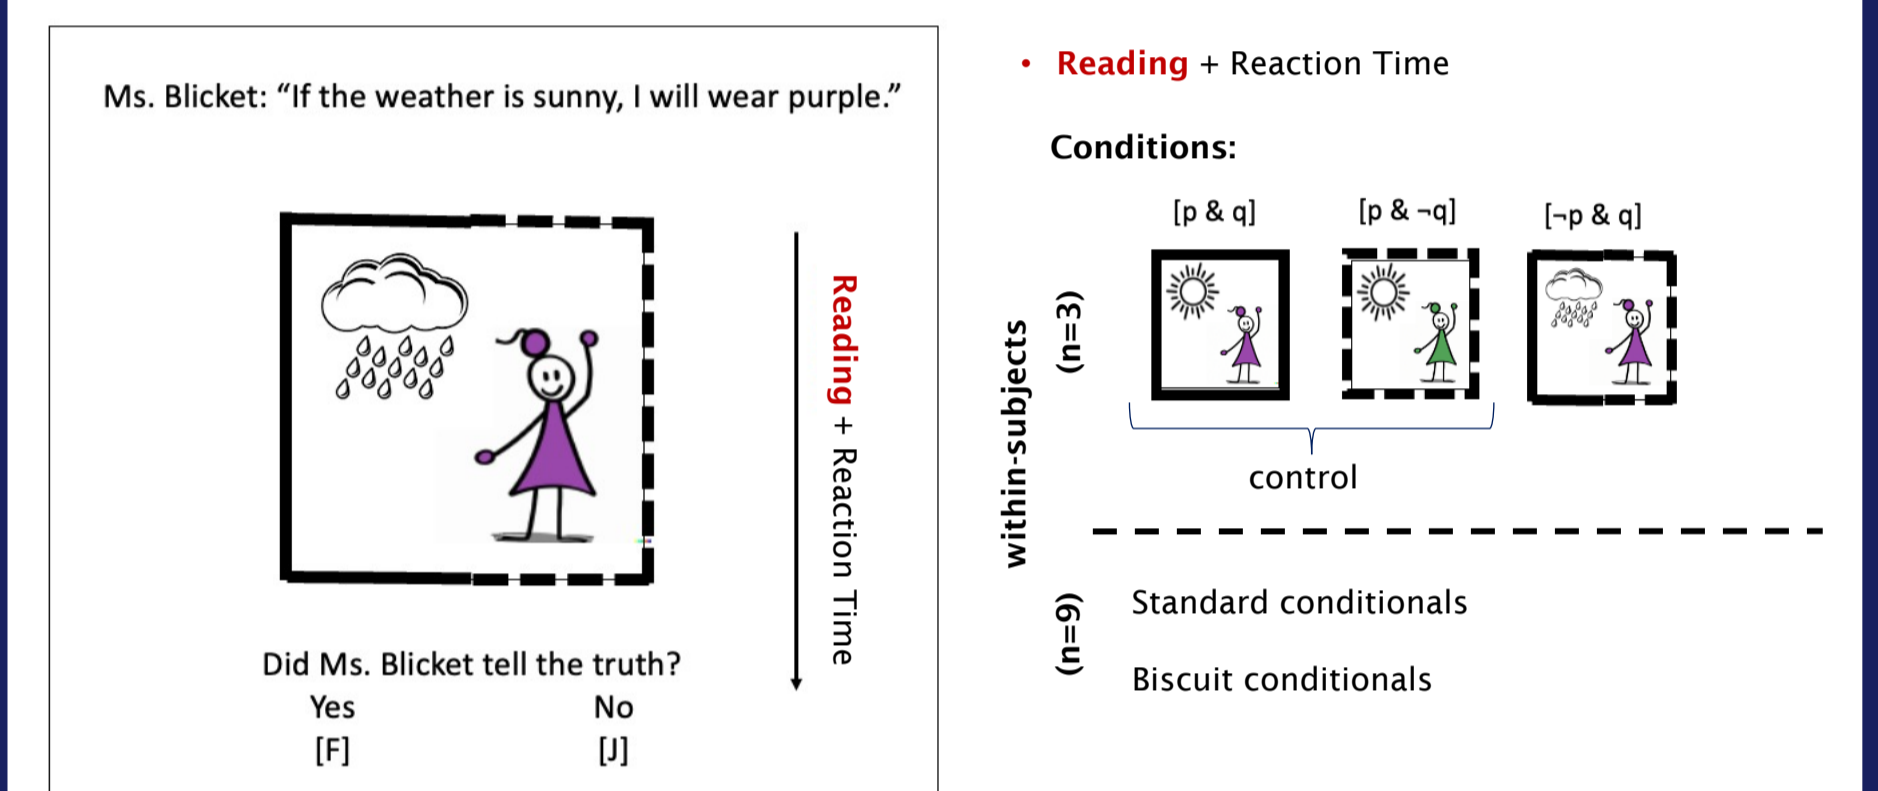 Ms. Blicket: “If the weather is sunny, I will wear purple.”
Reading + Reaction Time
Did Ms. Blicket tell the truth?
Yes No
[F] [J]
• Reading + Reaction Time
Conditions:
[p & q] [p & ¬q] [¬p & q]
within-subjects
(n=3)
control
(n=9)
Standard conditionals
Biscuit conditionals